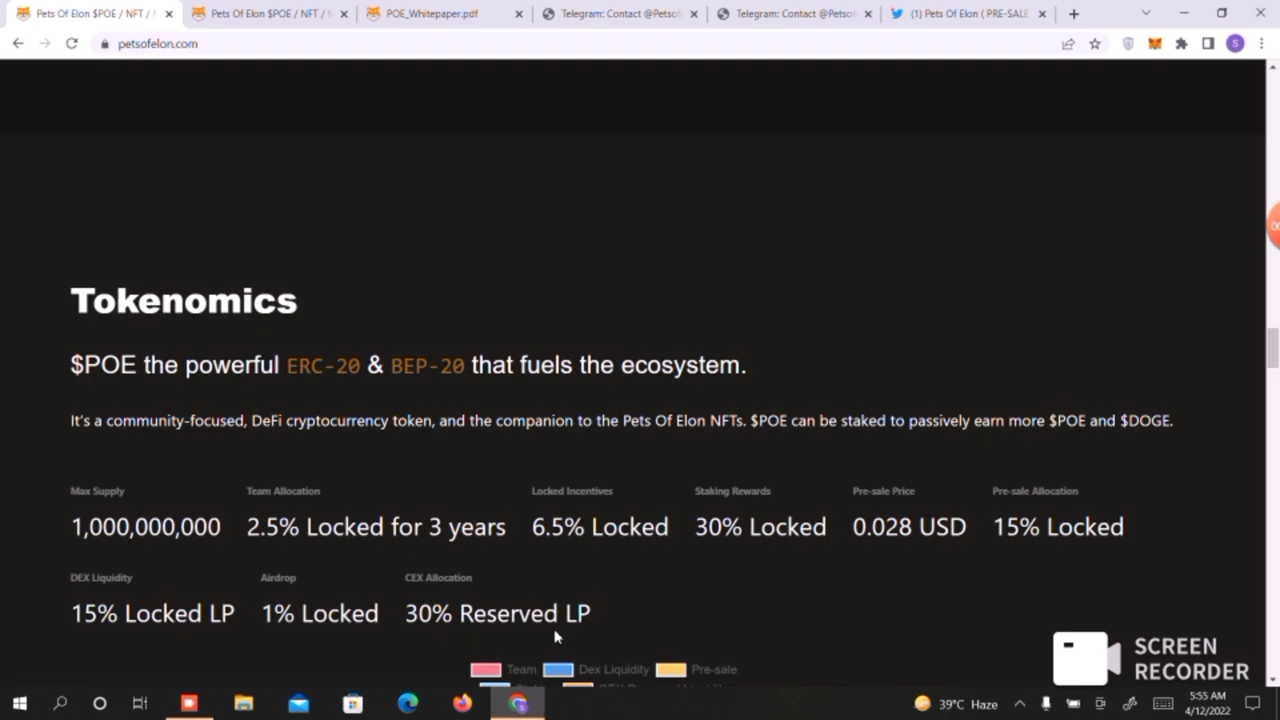 Pets Of Elon $POE / NFT /
Pets Of Elon $POE / NFT /
POE_Whitepaper.pdf
Telegram: Contact @Petsof
Telegram: Contact @Petsof
(1) Pets Of Elon ( PRE-SALE
petsofelon.com
S
00
Tokenomics
$POE the powerful ERC-20 & BEP-20 that fuels the ecosystem.
It's a community-focused, DeFi cryptocurrency token, and the companion to the Pets Of Elon NFTs. $POE can be staked to passively earn more $POE and $DOGE.
Max Supply Team Allocation Locked Incentives Staking Rewards Pre-sale Price Pre-sale Allocation
1,000,000,000 2.5% Locked for 3 years 6.5% Locked 30% Locked 0.028 USD 15% Locked
DEX Liquidity Airdrop CEX Allocation
15% Locked LP 1% Locked 30% Reserved LP
Team Dex Liquidity Pre-sale
SCREEN
RECORDER
39°C Haze
5:55 AM
4/12/2022